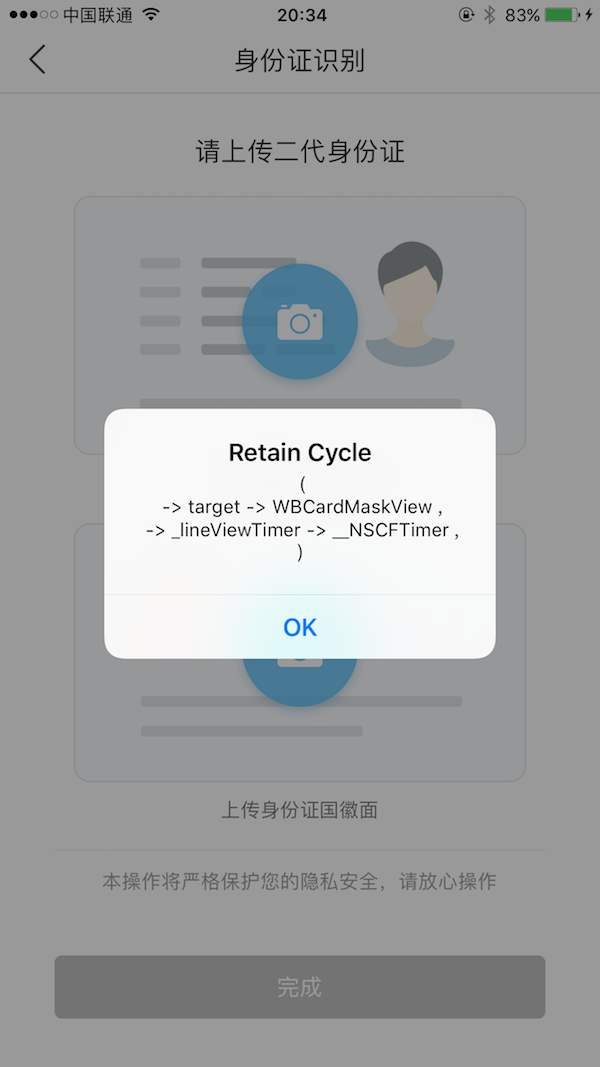 中国联通
20:34
83%
身份证识别
请上传二代身份证
Retain Cycle
(
-> target -> WBCardMaskView ,
-> _lineViewTimer -> __NSCFTimer ,
)
OK
上传身份证国徽面
本操作将严格保护您的隐私安全，请放心操作
完成